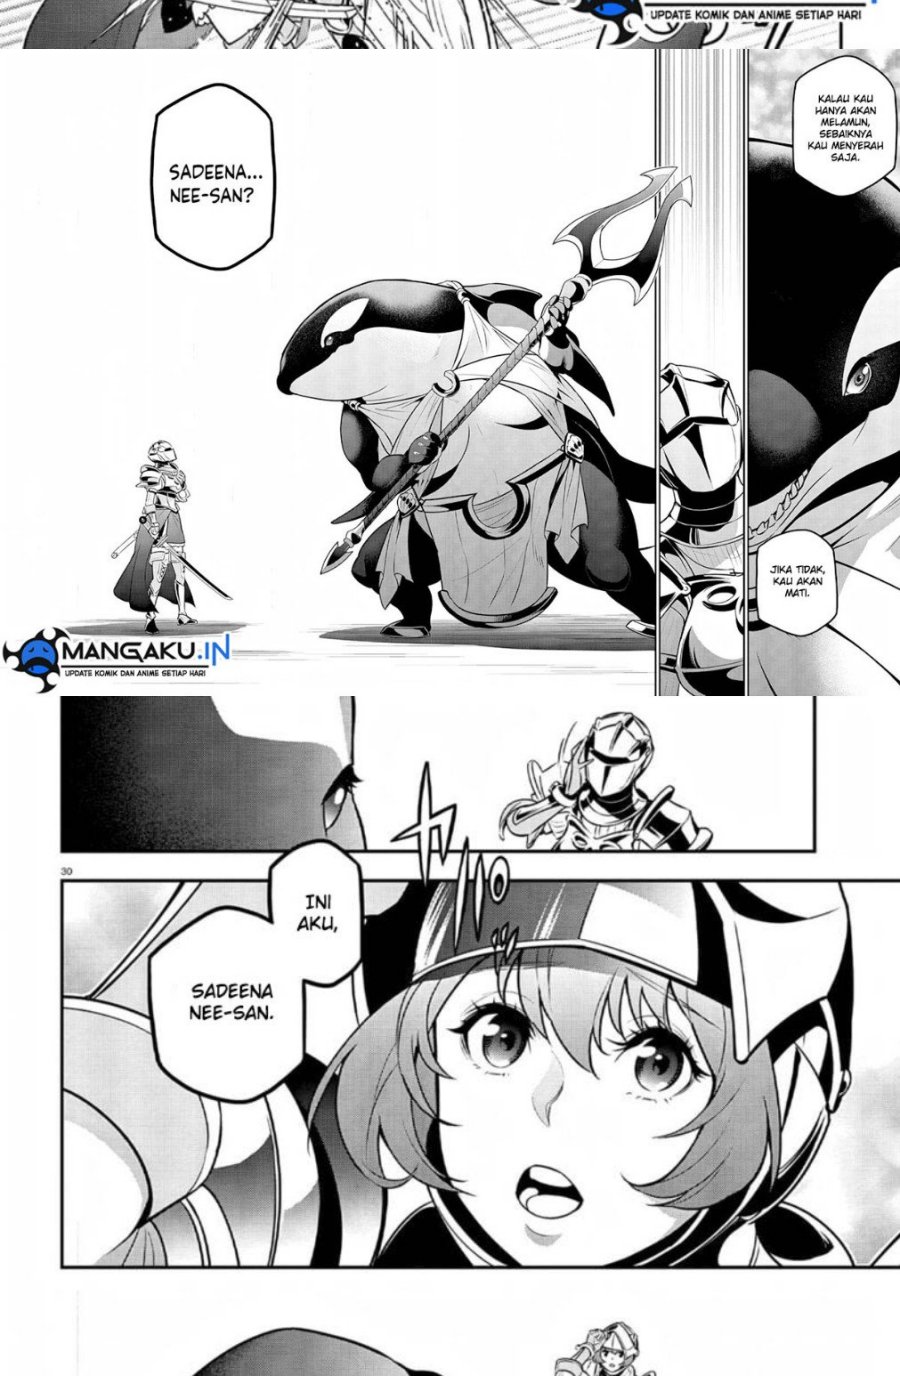 UPDATE KOMIK DAN ANIME SETIAP HARI
KALAU KAU
HANYA AKAN
MELAMUN,
SEBAIKNYA
KAU MENYERAH
SAJA.
JIKA TIDAK,
KAU AKAN
MATI.
SADEENA...
NEE-SAN?
MANGAKU.IN
UPDATE KOMIK DAN ANIME SETIAP HARI
30
INI
AKU,
SADEENA
NEE-SAN.